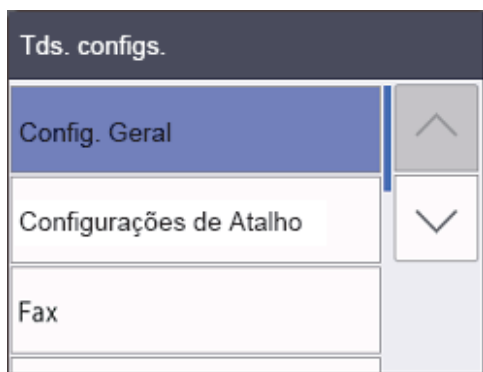 Tds. configs.
Config. Geral
Configurações de Atalho
Fax